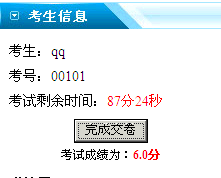 考生信息
考生：qq
考号：00101
考试剩余时间：87分24秒
完成交卷
考试成绩为：6.0分